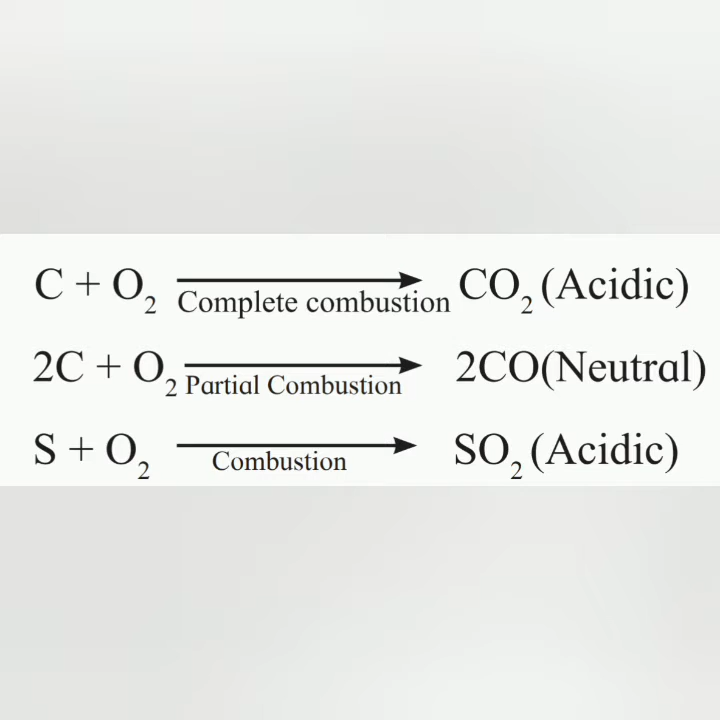 C + O₂ Complete combustion CO₂ (Acidic)
2C + O₂ Partial Combustion 2CO(Neutral)
S + O₂ Combustion SO₂ (Acidic)